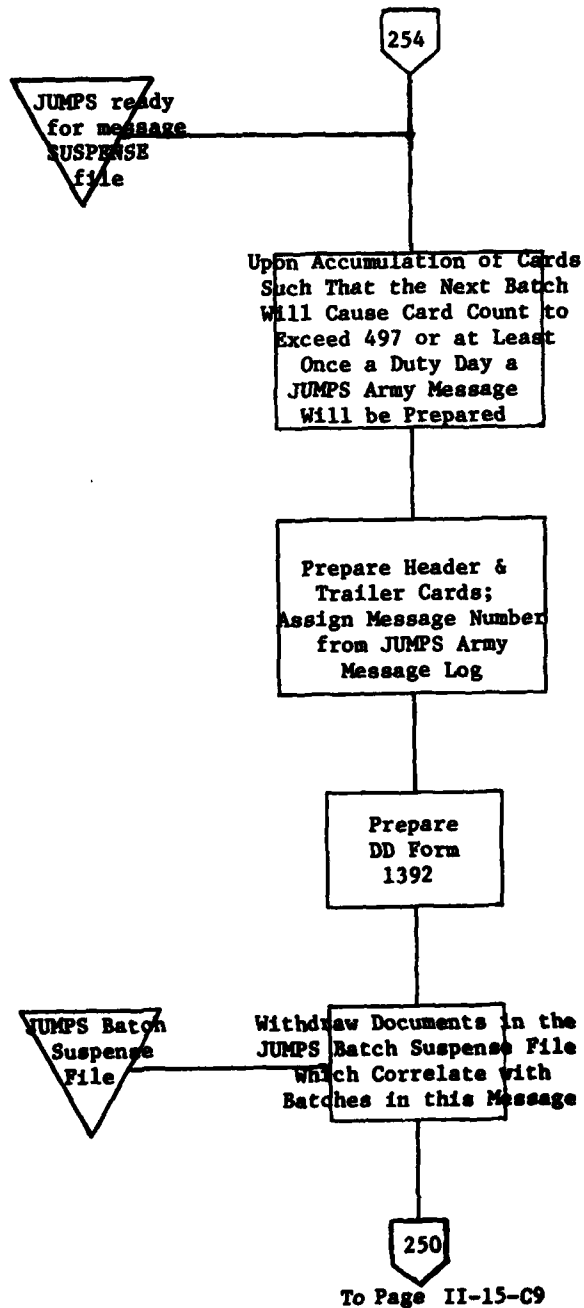 254
JUMPS ready
for message
SUSPENSE
file
Upon Accumulation of Cards
Such That the Next Batch
Will Cause Card Count to
Exceed 497 or at Least
Once a Duty Day a
JUMPS Army Message
Will be Prepared
Prepare Header &
Trailer Cards;
Assign Message Number
from JUMPS Army
Message Log
Prepare
DD Form
1392
JUMPS Batch
Suspense
File
Withdraw Documents in the
JUMPS Batch Suspense File
Which Correlate with
Batches in this Message
250
To Page II-15-C9